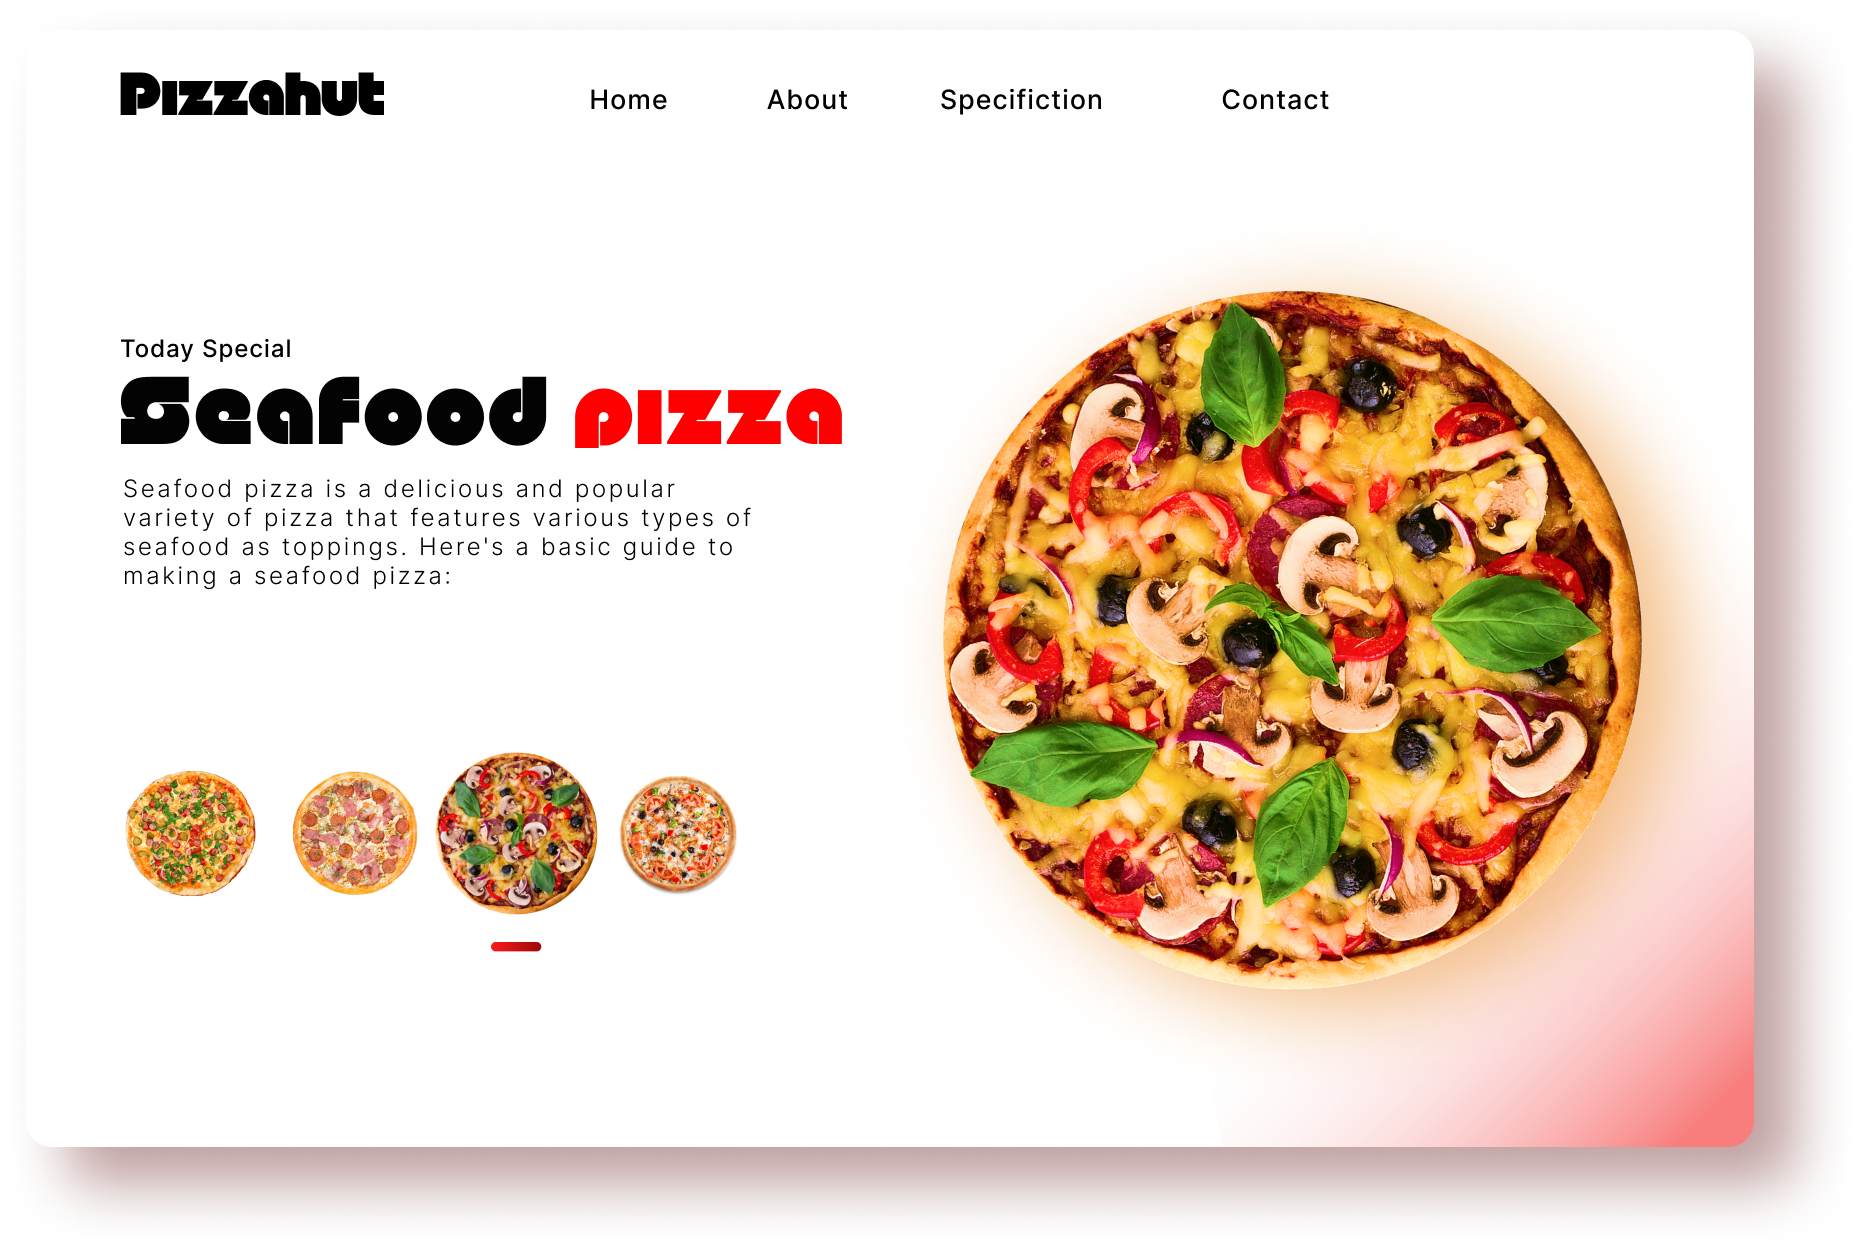 Pizzahut
Home About Specifiction Contact
Today Special
Seafood pizza
Seafood pizza is a delicious and popular
variety of pizza that features various types of
seafood as toppings. Here's a basic guide to
making a seafood pizza: